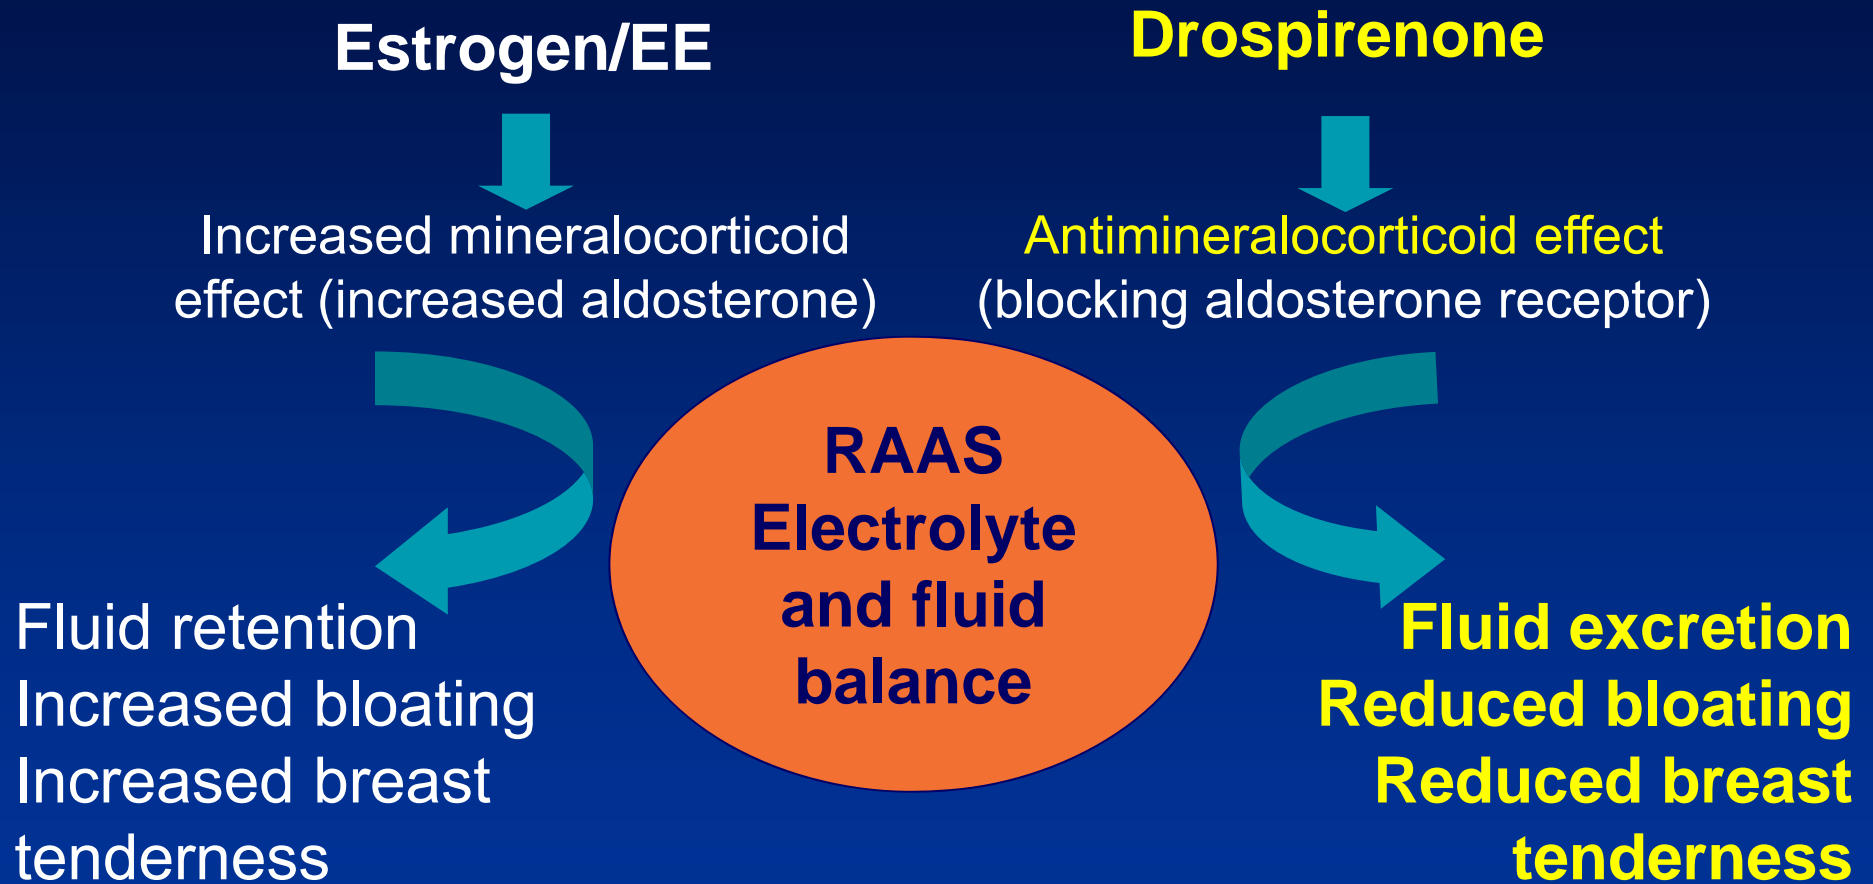 Estrogen/EE
Increased mineralocorticoid
effect (increased aldosterone)
Fluid retention
Increased bloating
Increased breast
tenderness
RAAS
Electrolyte
and fluid
balance
Drospirenone
Antimineralocorticoid effect
(blocking aldosterone receptor)
Fluid excretion
Reduced bloating
Reduced breast
tenderness